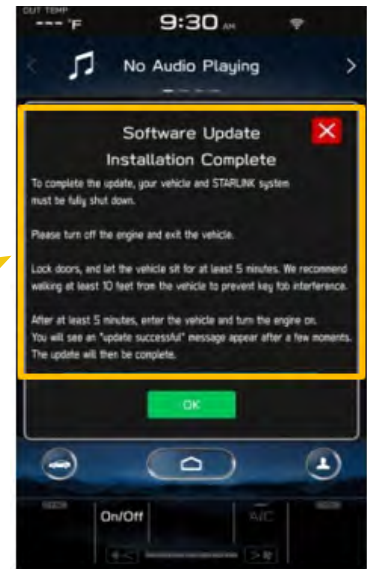 OUT TEMP
--- °F
9:30 AM
No Audio Playing
Software Update
Installation Complete
To complete the update, your vehicle and STARLINK system
must be fully shut down.
Please turn off the engine and exit the vehicle.
Lock doors, and let the vehicle sit for at least 5 minutes. We recommend
walking at least 10 feet from the vehicle to prevent key fob interference.
After at least 5 minutes, enter the vehicle and turn the engine on.
You will see an "update successful" message appear after a few moments.
The update will then be complete.
OK
On/Off
A/C